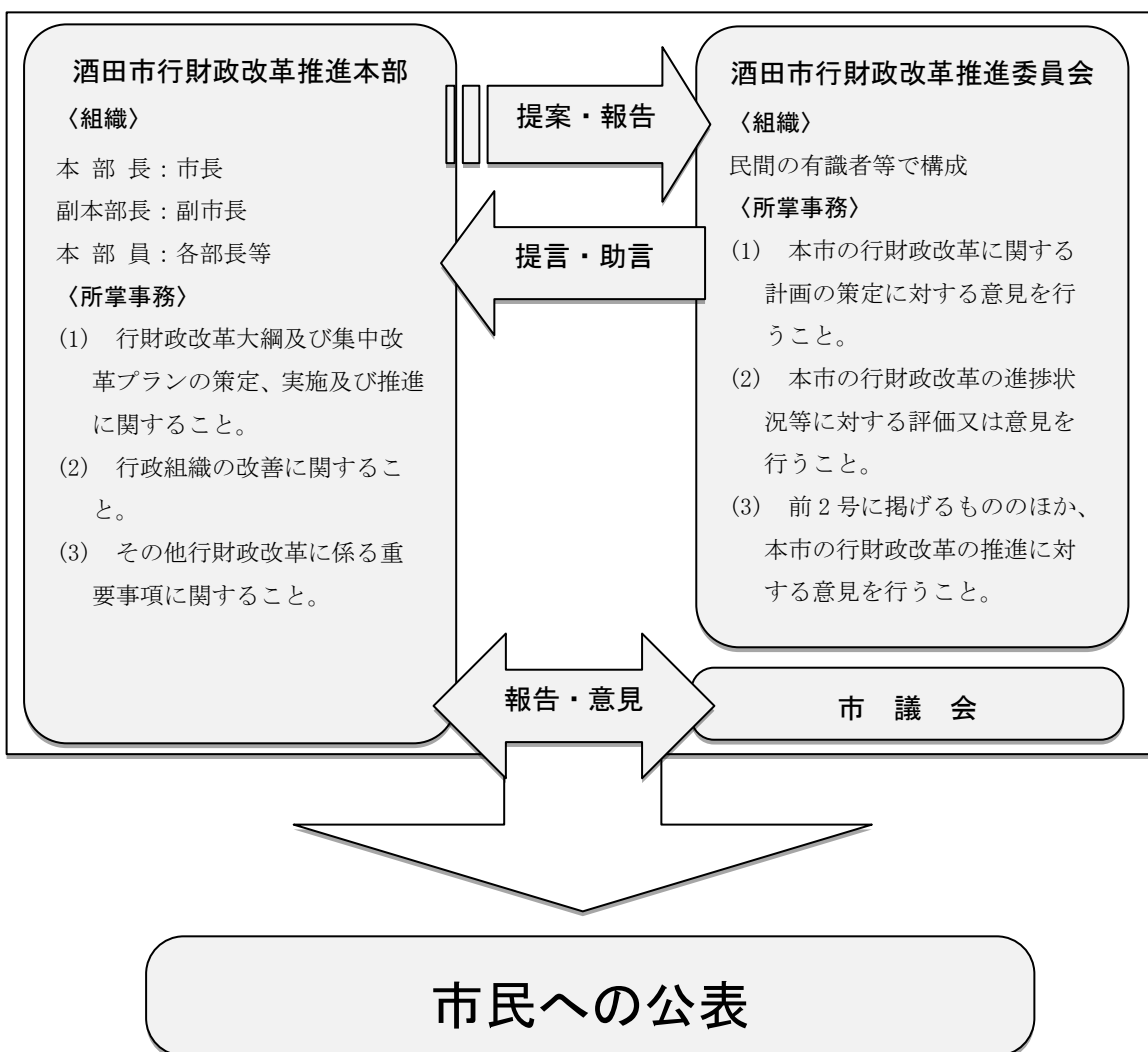 酒田市行財政改革推進本部
〈組織〉
本 部 長：市長
副本部長：副市長
本 部 員：各部長等
〈所掌事務〉
(1) 行財政改革大綱及び集中改
革プランの策定、実施及び推進
に関すること。
(2) 行政組織の改善に関するこ
と。
(3) その他行財政改革に係る重
要事項に関すること。
提案・報告
提言・助言
酒田市行財政改革推進委員会
〈組織〉
民間の有識者等で構成
〈所掌事務〉
(1) 本市の行財政改革に関する
計画の策定に対する意見を行
うこと。
(2) 本市の行財政改革の進捗状
況等に対する評価又は意見を
行うこと。
(3) 前２号に掲げるもののほか、
本市の行財政改革の推進に対
する意見を行うこと。
報告・意見
市 議 会
市民への公表